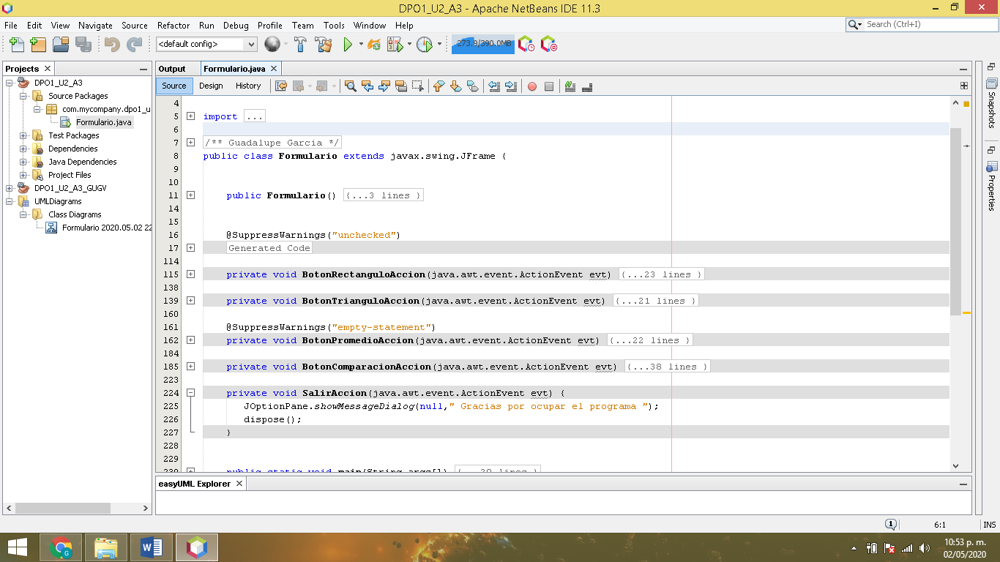 DPO1_U2_A3 - Apache NetBeans IDE 11.3
File Edit View Navigate Source Refactor Run Debug Profile Team Tools Window Help
Search (Ctrl+I)
<default config>
273.9/390.0MB
Projects
Output
Formulario.java
DPO1_U2_A3
Source Packages
com.mycompany.dpo1_u
Formulario.java
Test Packages
Dependencies
Java Dependencies
Project Files
DPO1_U2_A3_GUGV
UMLDiagrams
Class Diagrams
Formulario 2020.05.02 22
Source Design History
4
5 import ...
6
7 /** Guadalupe Garcia */
8 public class Formulario extends javax.swing.JFrame {
9
10
11 public Formulario() {...3 lines }
14
15
16 @SuppressWarnings("unchecked")
17 Generated Code
114
115 private void BotonRectanguloAccion(java.awt.event.ActionEvent evt) {...23 lines }
138
139 private void BotonTrianguloAccion(java.awt.event.ActionEvent evt) {...21 lines }
160
161 @SuppressWarnings("empty-statement")
162 private void BotonPromedioAccion(java.awt.event.ActionEvent evt) {...22 lines }
184
185 private void BotonComparacionAccion(java.awt.event.ActionEvent evt) {...38 lines }
223
224 private void SalirAccion(java.awt.event.ActionEvent evt) {
225 JOptionPane.showMessageDialog(null," Gracias por ocupar el programa ");
226 dispose();
227 }
228
229
230 public static void main(String args[]) {...20 lines }
easyUML Explorer
Snapshots
Properties
1
6:1
INS
10:53 p. m.
02/05/2020